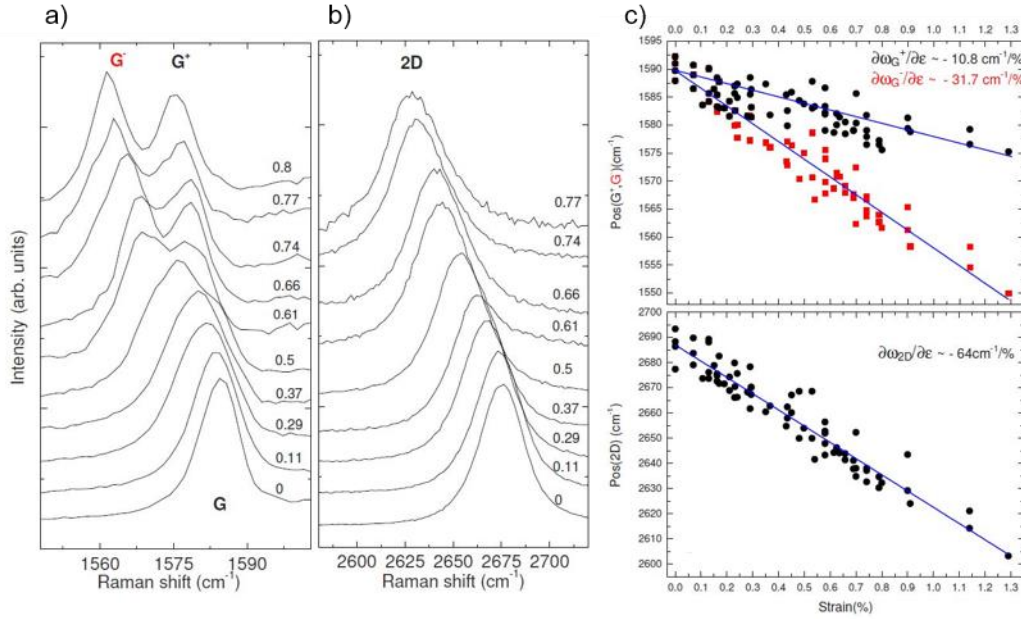 a)
G⁻
G⁺
0.8
0.77
0.74
0.66
0.61
0.5
0.37
0.29
0.11
0
G
Intensity (arb. units)
1560 1575 1590
Raman shift (cm⁻¹)
b)
2D
0.77
0.74
0.66
0.61
0.5
0.37
0.29
0.11
0
2600 2625 2650 2675 2700
Raman shift (cm⁻¹)
c)
0.0 0.1 0.2 0.3 0.4 0.5 0.6 0.7 0.8 0.9 1.0 1.1 1.2 1.3
∂ω_G⁺/∂ε ~ - 10.8 cm⁻¹/%
∂ω_G⁻/∂ε ~ - 31.7 cm⁻¹/%
1595
1590
1585
1580
1575
1570
1565
1560
1555
1550
Pos(G⁺,G⁻)(cm⁻¹)
∂ω₂D/∂ε ~ - 64cm⁻¹/%
2700
2690
2680
2670
2660
2650
2640
2630
2620
2610
2600
Pos(2D) (cm⁻¹)
0.0 0.1 0.2 0.3 0.4 0.5 0.6 0.7 0.8 0.9 1.0 1.1 1.2 1.3
Strain(%)